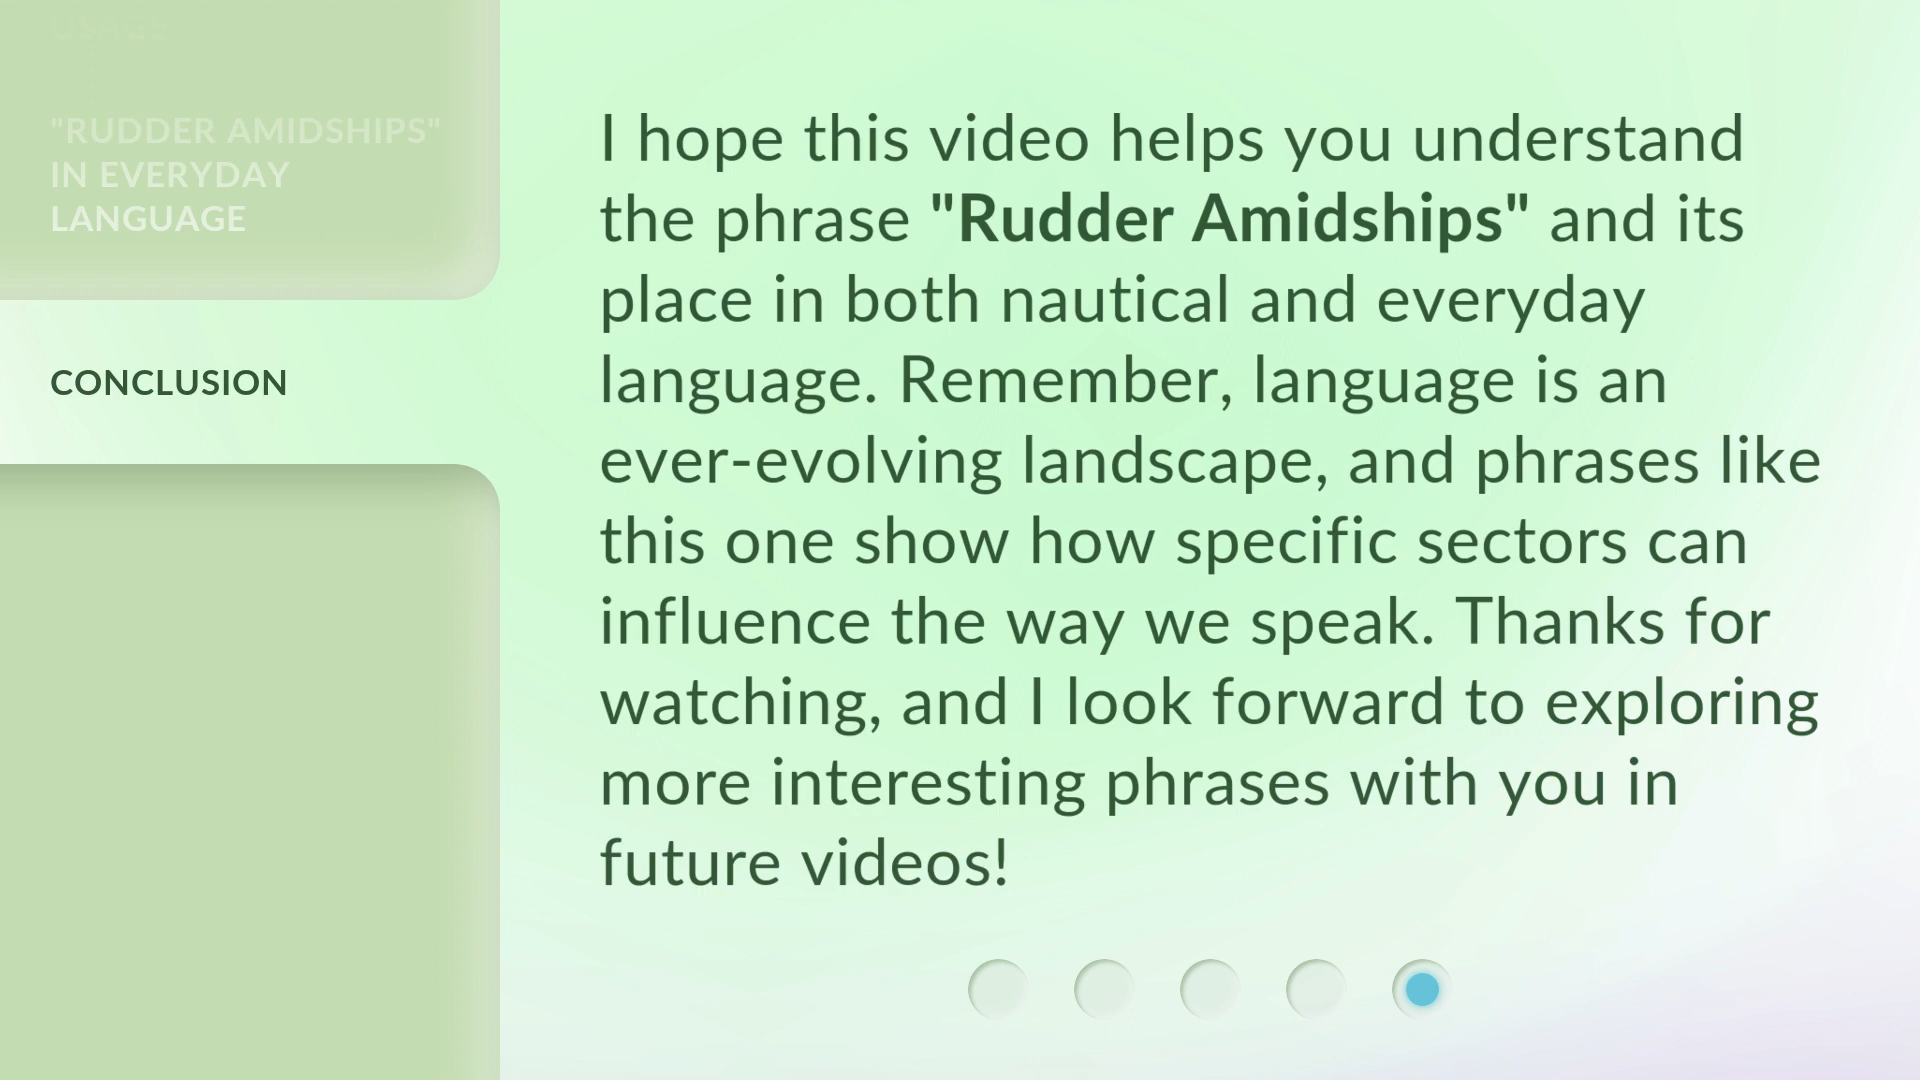 USAGE
"RUDDER AMIDSHIPS"
IN EVERYDAY
LANGUAGE
CONCLUSION
I hope this video helps you understand
the phrase "Rudder Amidships" and its
place in both nautical and everyday
language. Remember, language is an
ever-evolving landscape, and phrases like
this one show how specific sectors can
influence the way we speak. Thanks for
watching, and I look forward to exploring
more interesting phrases with you in
future videos!